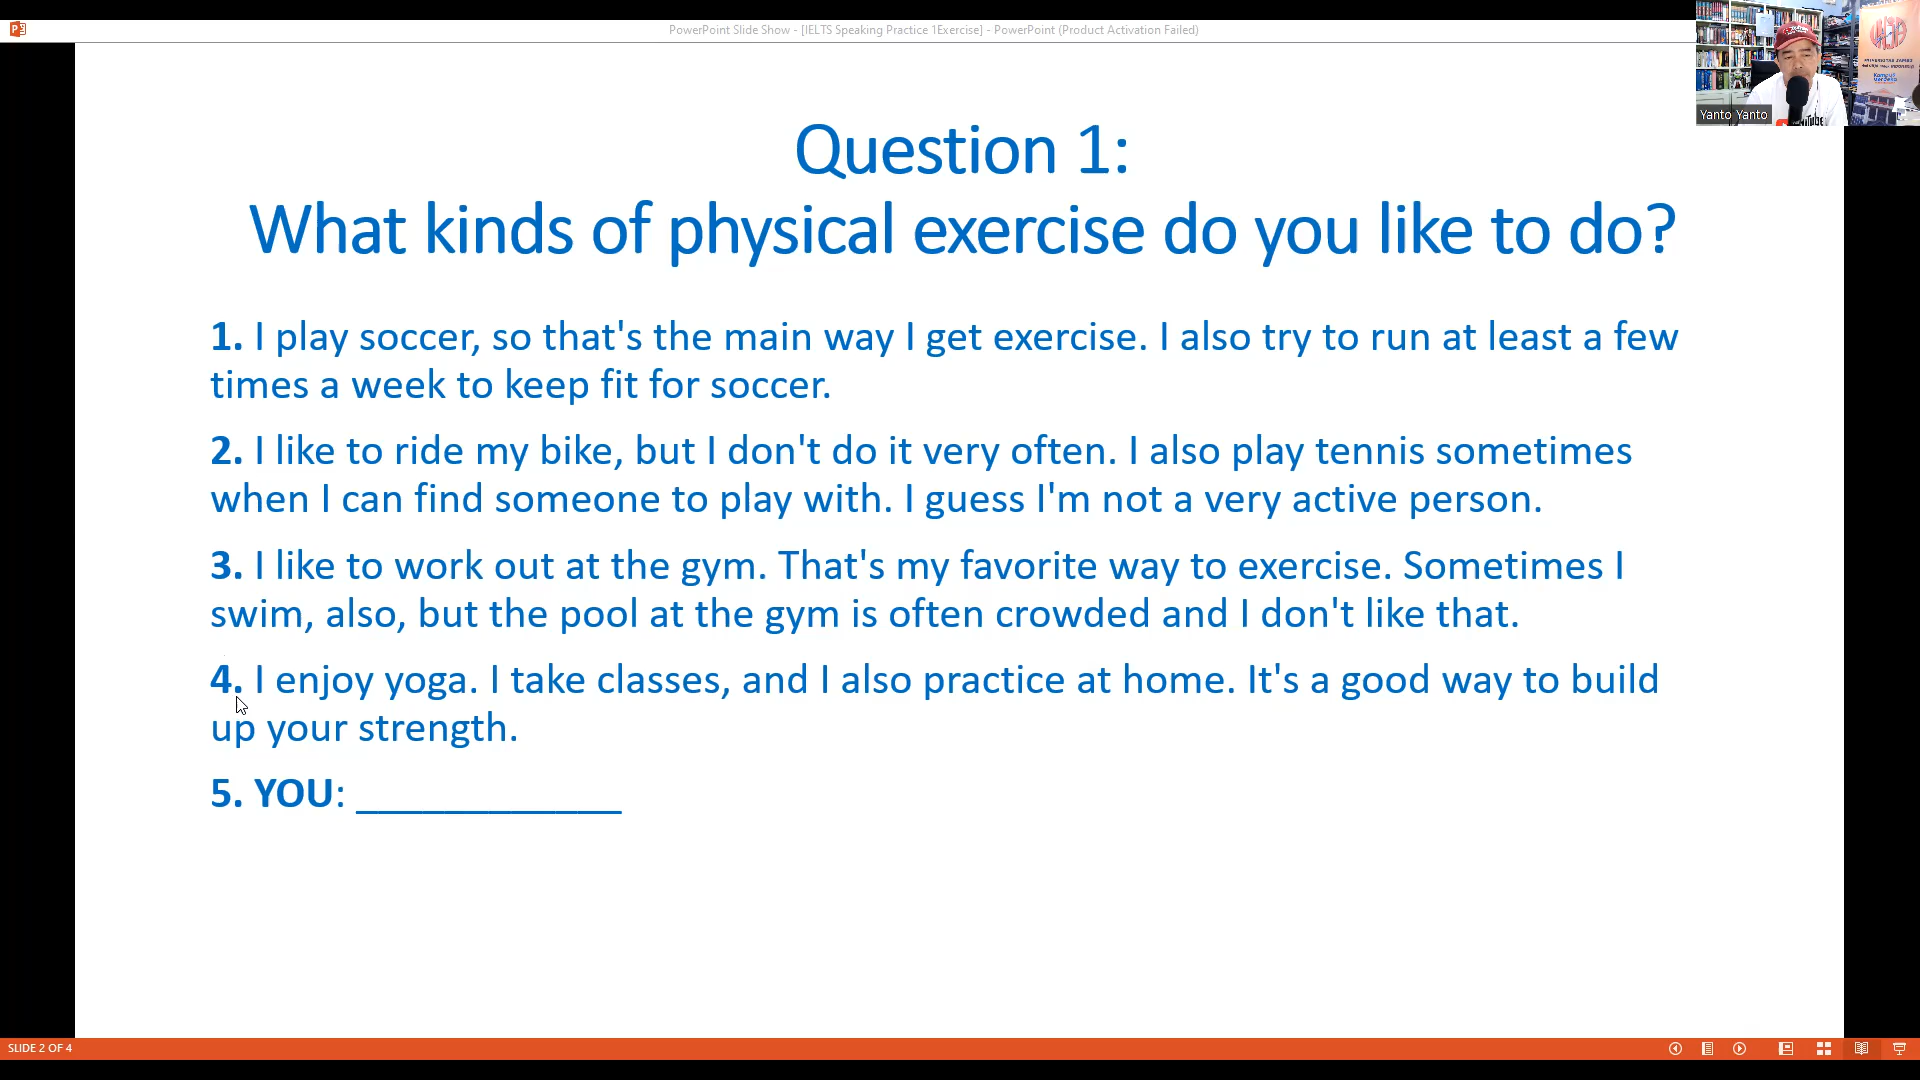 PowerPoint Slide Show - [IELTS Speaking Practice 1Exercise] - PowerPoint (Product Activation Failed)
Yanto Yanto
Question 1:
What kinds of physical exercise do you like to do?
1. I play soccer, so that's the main way I get exercise. I also try to run at least a few
times a week to keep fit for soccer.
2. I like to ride my bike, but I don't do it very often. I also play tennis sometimes
when I can find someone to play with. I guess I'm not a very active person.
3. I like to work out at the gym. That's my favorite way to exercise. Sometimes I
swim, also, but the pool at the gym is often crowded and I don't like that.
4. I enjoy yoga. I take classes, and I also practice at home. It's a good way to build
up your strength.
5. YOU: ____________
SLIDE 2 OF 4